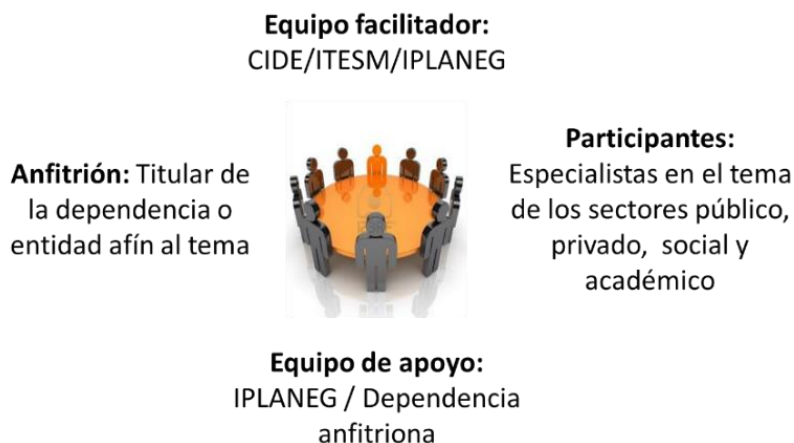 Equipo facilitador:
CIDE/ITESM/IPLANEG
Anfitrión: Titular de
la dependencia o
entidad afín al tema
Participantes:
Especialistas en el tema
de los sectores público,
privado, social y
académico
Equipo de apoyo:
IPLANEG / Dependencia
anfitriona